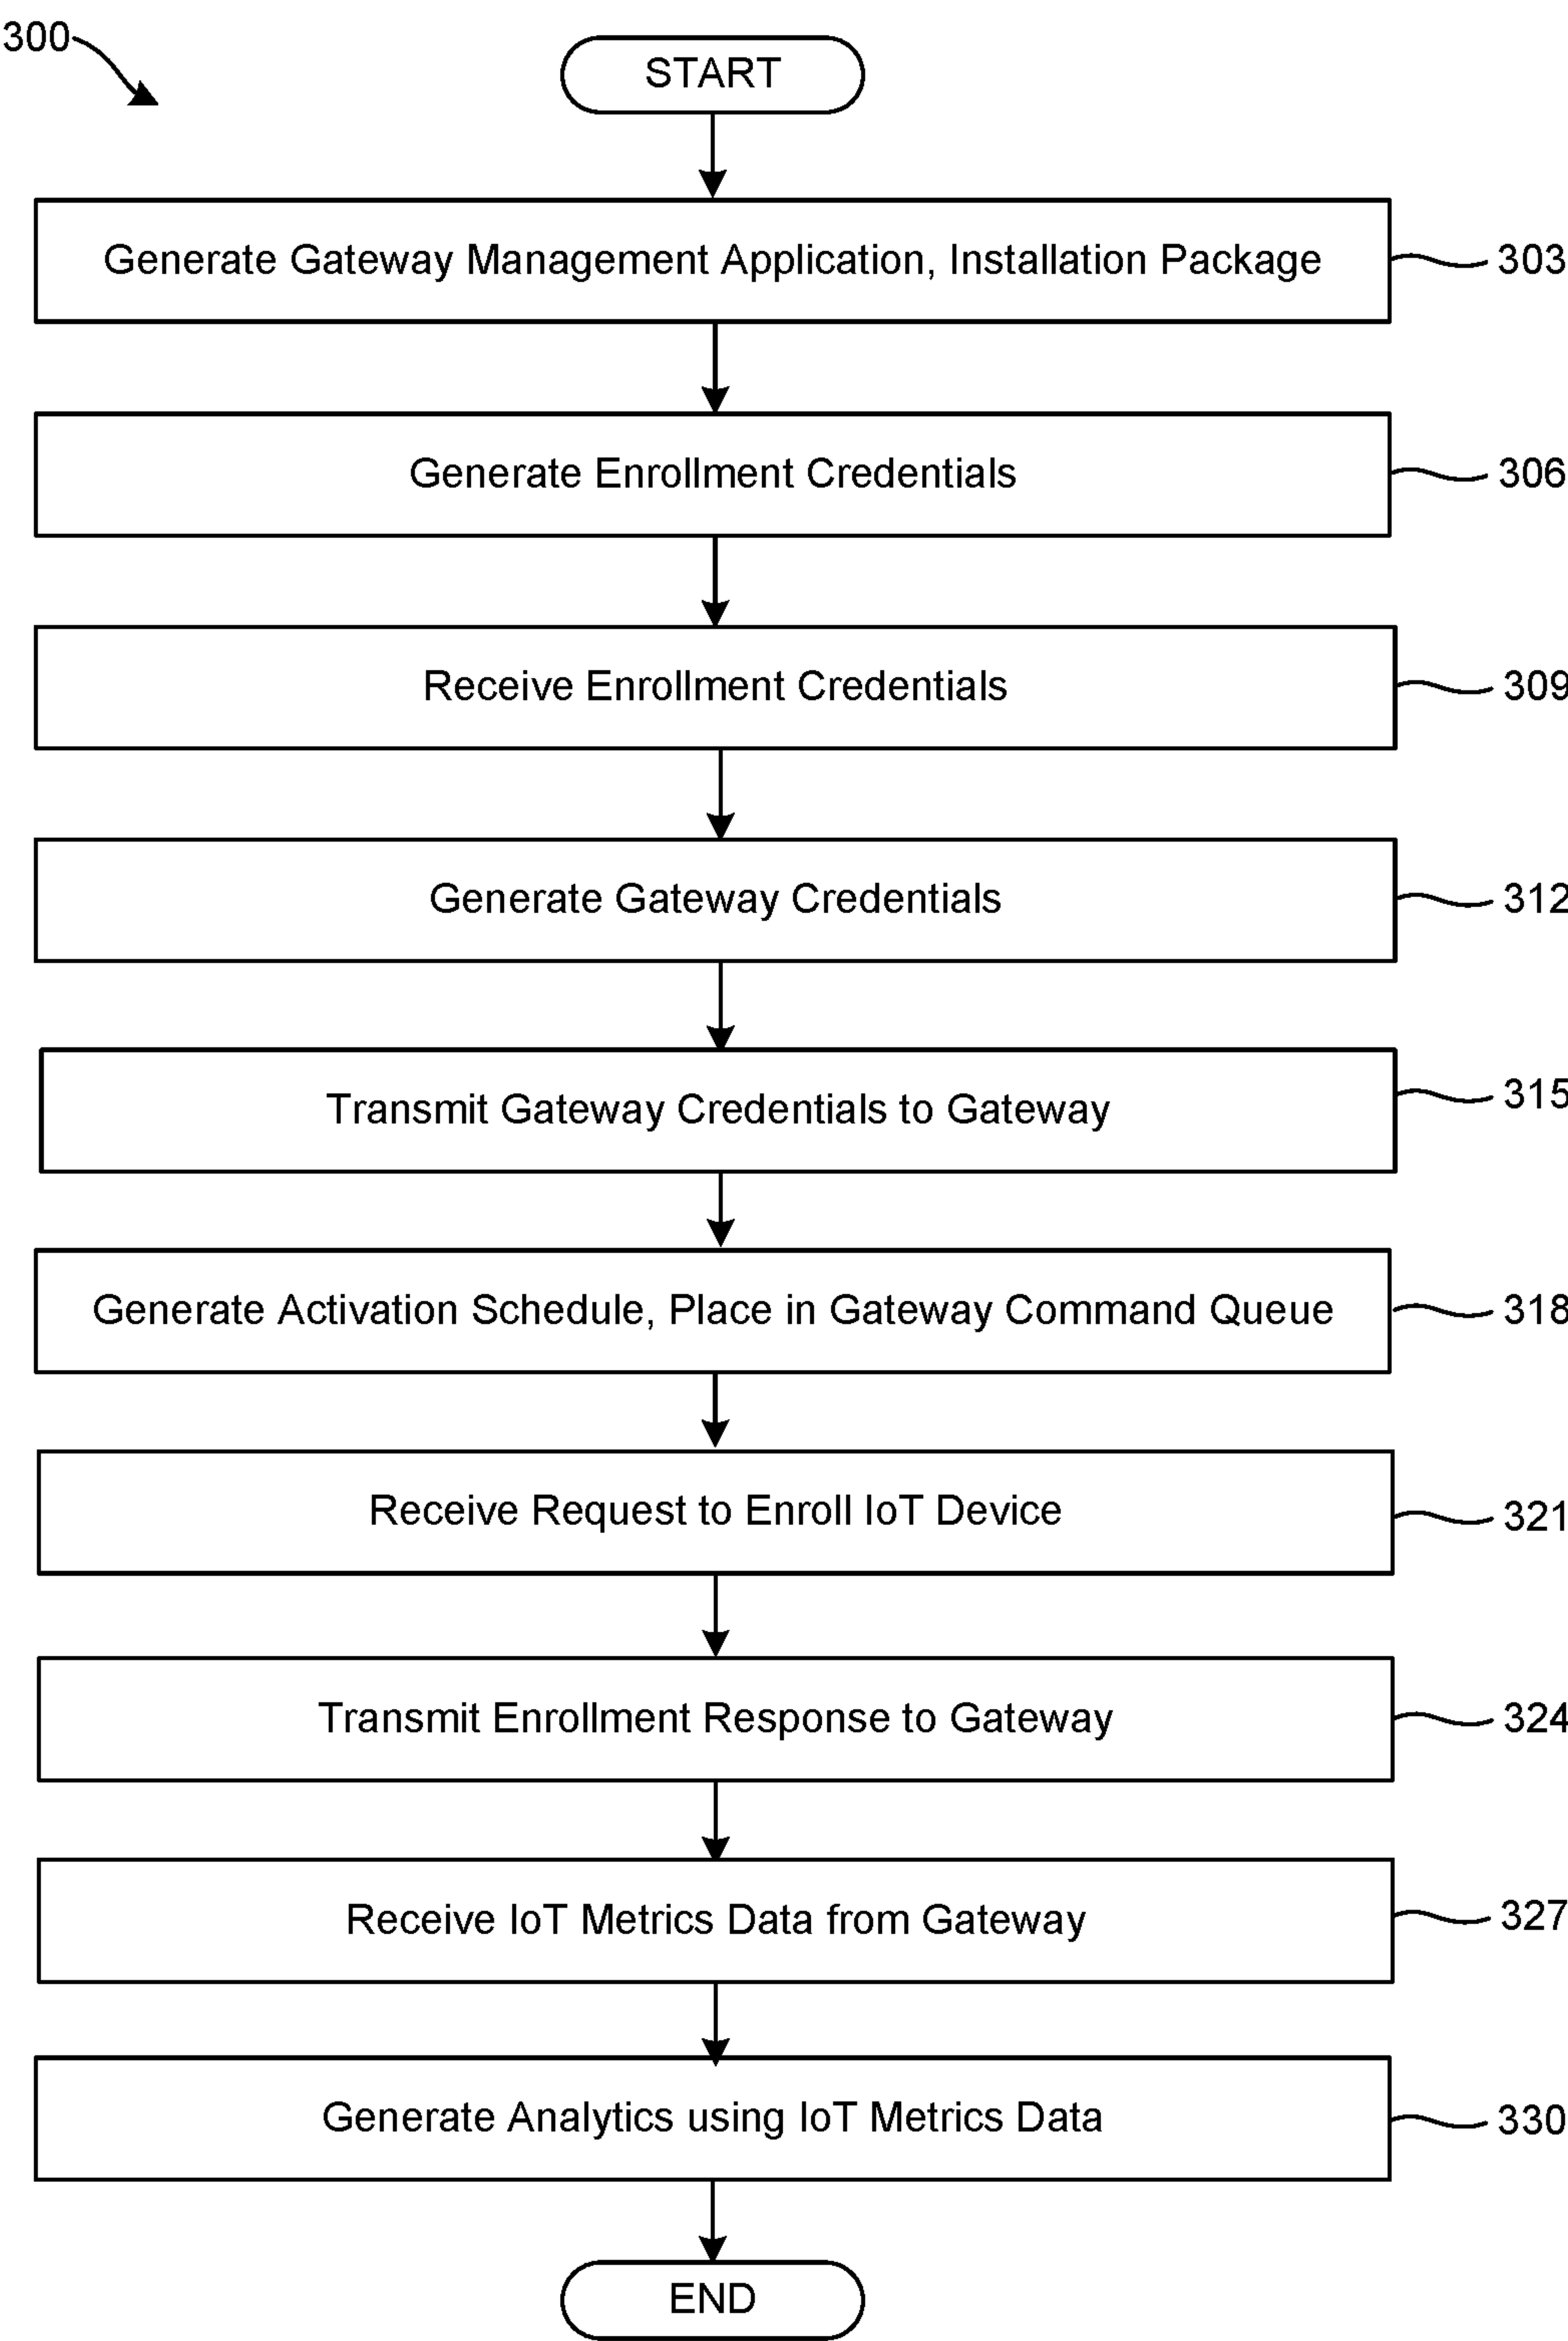 300
START
Generate Gateway Management Application, Installation Package
303
Generate Enrollment Credentials
306
Receive Enrollment Credentials
309
Generate Gateway Credentials
312
Transmit Gateway Credentials to Gateway
315
Generate Activation Schedule, Place in Gateway Command Queue
318
Receive Request to Enroll IoT Device
321
Transmit Enrollment Response to Gateway
324
Receive IoT Metrics Data from Gateway
327
Generate Analytics using IoT Metrics Data
330
END